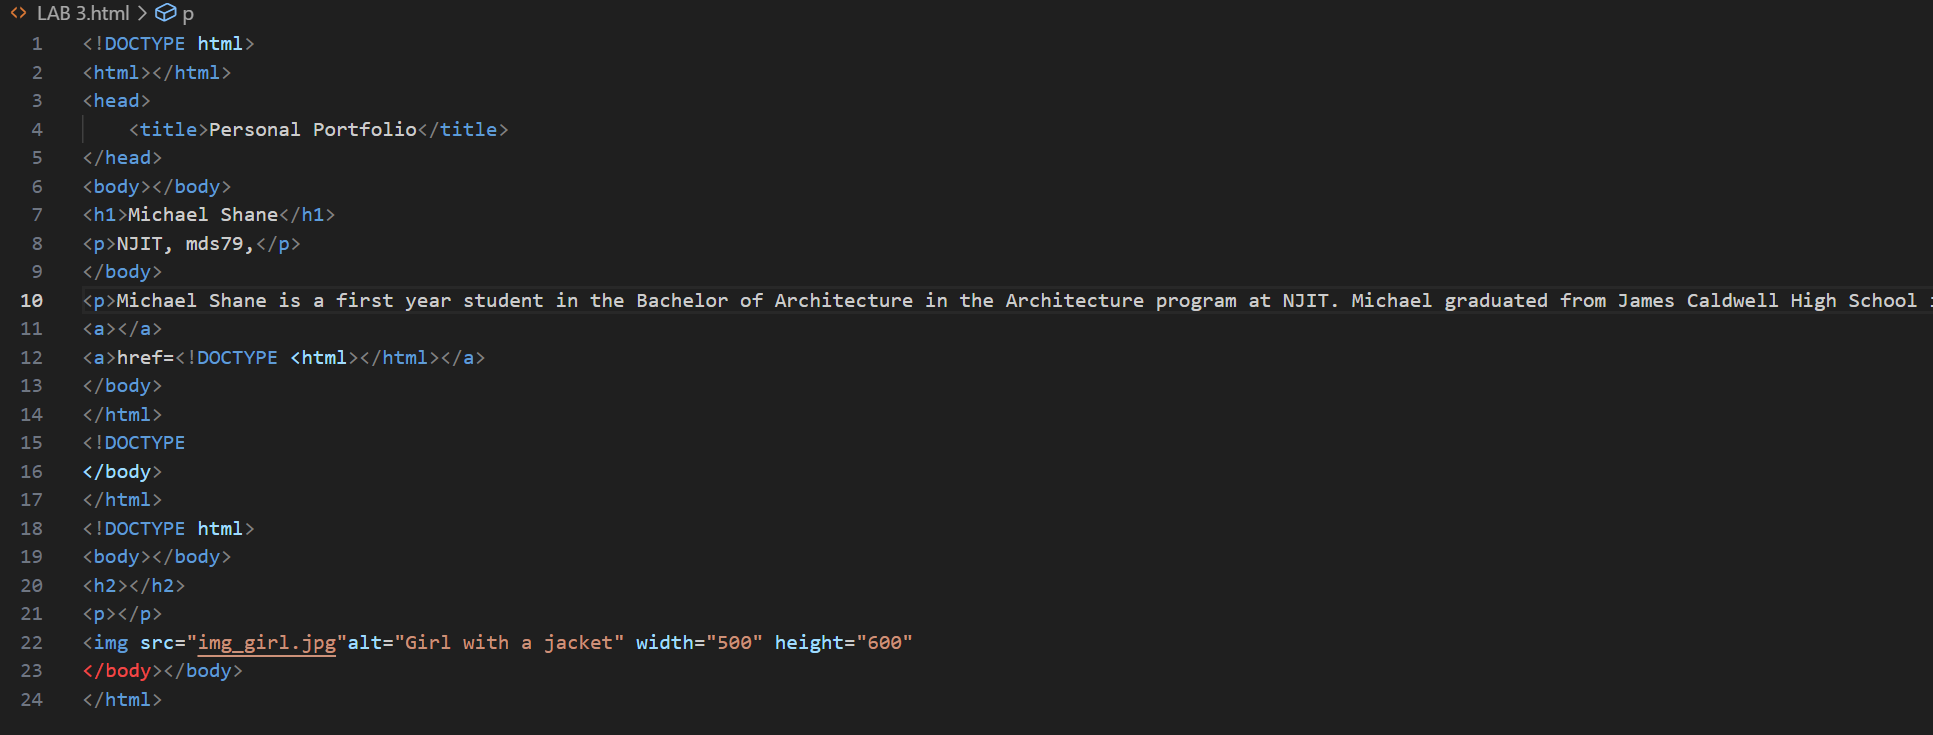 LAB 3.html > p
1 <!DOCTYPE html>
2 <html></html>
3 <head>
4     <title>Personal Portfolio</title>
5 </head>
6 <body></body>
7 <h1>Michael Shane</h1>
8 <p>NJIT, mds79,</p>
9 </body>
10 <p>Michael Shane is a first year student in the Bachelor of Architecture in the Architecture program at NJIT. Michael graduated from James Caldwell High School
11 <a></a>
12 <a>href=<!DOCTYPE <html></html></a>
13 </body>
14 </html>
15 <!DOCTYPE
16 </body>
17 </html>
18 <!DOCTYPE html>
19 <body></body>
20 <h2></h2>
21 <p></p>
22 <img src="img_girl.jpg"alt="Girl with a jacket" width="500" height="600"
23 </body></body>
24 </html>